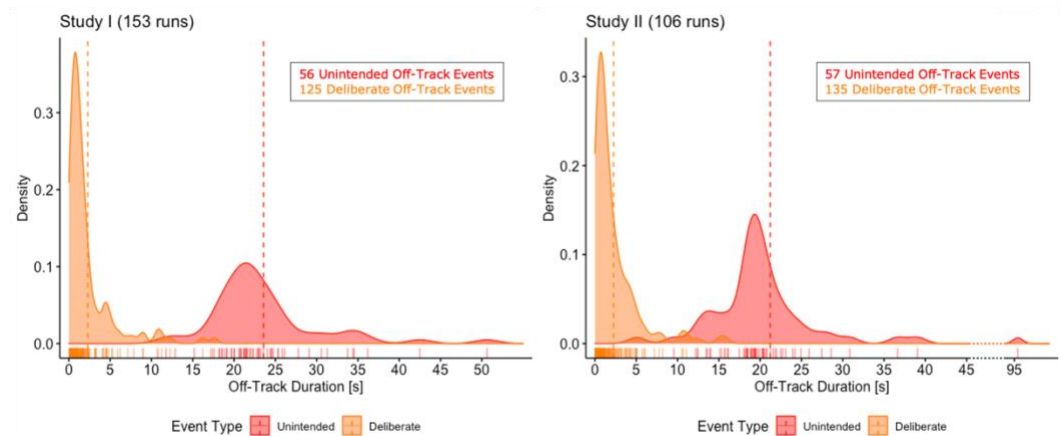 Study I (153 runs)
56 Unintended Off-Track Events
125 Deliberate Off-Track Events
Density
0.3
0.2
0.1
0.0
0 5 10 15 20 25 30 35 40 45 50
Off-Track Duration [s]
Event Type Unintended Deliberate
Study II (106 runs)
57 Unintended Off-Track Events
135 Deliberate Off-Track Events
Density
0.3
0.2
0.1
0.0
0 5 10 15 20 25 30 35 40 45 95
Off-Track Duration [s]
Event Type Unintended Deliberate